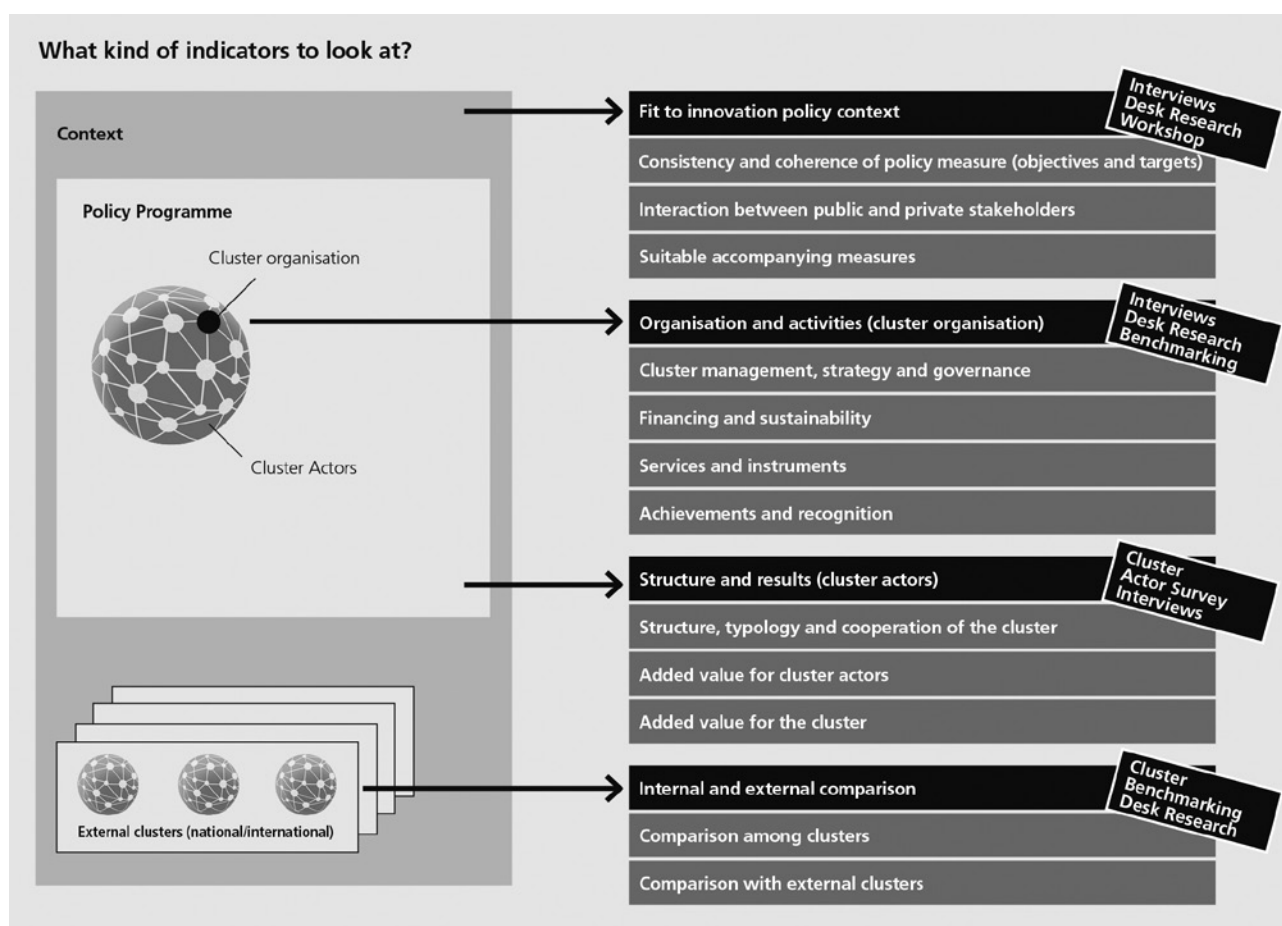 What kind of indicators to look at?
Context
Policy Programme
Cluster organisation
Cluster Actors
External clusters (national/international)
Fit to innovation policy context
Interviews
Desk Research
Workshop
Consistency and coherence of policy measure (objectives and targets)
Interaction between public and private stakeholders
Suitable accompanying measures
Organisation and activities (cluster organisation)
Interviews
Desk Research
Benchmarking
Cluster management, strategy and governance
Financing and sustainability
Services and instruments
Achievements and recognition
Structure and results (cluster actors)
Cluster
Actor Survey
Interviews
Structure, typology and cooperation of the cluster
Added value for cluster actors
Added value for the cluster
Internal and external comparison
Cluster
Benchmarking
Desk Research
Comparison among clusters
Comparison with external clusters